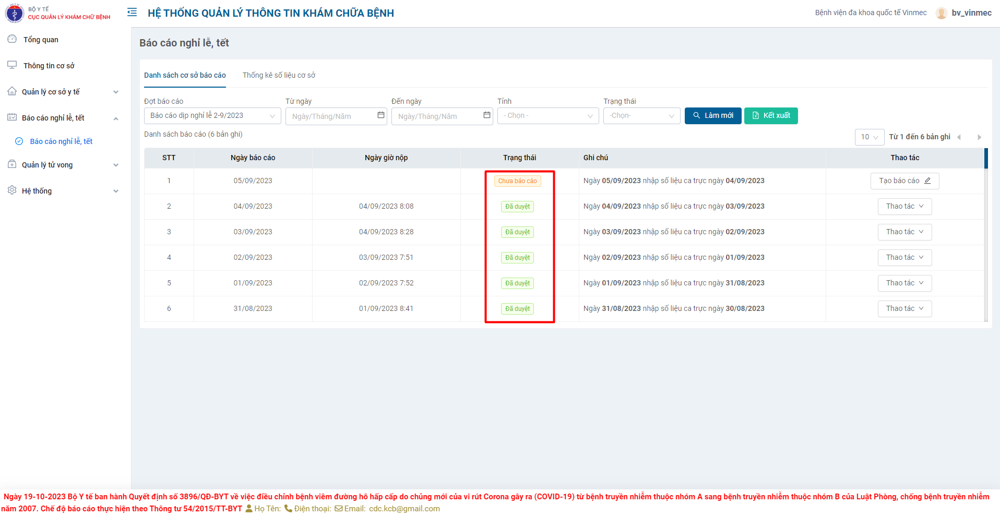 BỘ Y TẾ
CỤC QUẢN LÝ KHÁM CHỮ BỆNH
HỆ THỐNG QUẢN LÝ THÔNG TIN KHÁM CHỮA BỆNH
Bệnh viện đa khoa quốc tế Vinmec
bv_vinmec
Tổng quan
Thông tin cơ sở
Quản lý cơ sở y tế
Báo cáo nghỉ lễ, tết
Báo cáo nghỉ lễ, tết
Quản lý tử vong
Hệ thống
Báo cáo nghỉ lễ, tết
Danh sách cơ sở báo cáo Thống kê số liệu cơ sở
Đợt báo cáo Từ ngày Đến ngày Tỉnh Trạng thái
Báo cáo dịp nghỉ lễ 2-9/2023 Ngày/Tháng/Năm Ngày/Tháng/Năm - Chọn - -Chọn- Làm mới Kết xuất
Danh sách báo cáo (6 bản ghi)
10 Từ 1 đến 6 bản ghi
STT Ngày báo cáo Ngày giờ nộp Trạng thái Ghi chú Thao tác
1 05/09/2023 Chưa báo cáo Ngày 05/09/2023 nhập số liệu ca trực ngày 04/09/2023 Tạo báo cáo
2 04/09/2023 04/09/2023 8:08 Đã duyệt Ngày 04/09/2023 nhập số liệu ca trực ngày 03/09/2023 Thao tác
3 03/09/2023 04/09/2023 8:28 Đã duyệt Ngày 03/09/2023 nhập số liệu ca trực ngày 02/09/2023 Thao tác
4 02/09/2023 03/09/2023 7:51 Đã duyệt Ngày 02/09/2023 nhập số liệu ca trực ngày 01/09/2023 Thao tác
5 01/09/2023 02/09/2023 7:52 Đã duyệt Ngày 01/09/2023 nhập số liệu ca trực ngày 31/08/2023 Thao tác
6 31/08/2023 01/09/2023 8:41 Đã duyệt Ngày 31/08/2023 nhập số liệu ca trực ngày 30/08/2023 Thao tác
Ngày 19-10-2023 Bộ Y tế ban hành Quyết định số 3896/QĐ-BYT về việc điều chỉnh bệnh viêm đường hô hấp cấp do chủng mới của vi rút Corona gây ra (COVID-19) từ bệnh truyền nhiễm thuộc nhóm A sang bệnh truyền nhiễm thuộc nhóm B của Luật Phòng, chống bệnh truyền nhiễm
năm 2007. Chế độ báo cáo thực hiện theo Thông tư 54/2015/TT-BYT Họ Tên: Điện thoại: Email: cdc.kcb@gmail.com